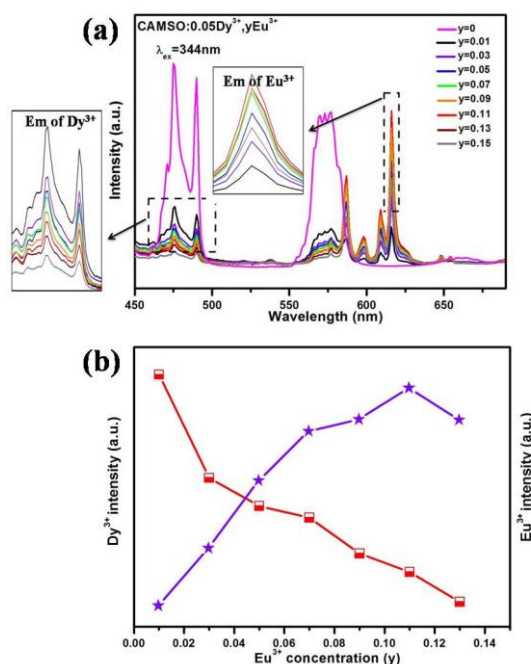 (a)
CAMSO:0.05Dy³⁺,yEu³⁺
λex=344nm
Em of Dy³⁺
Em of Eu³⁺
y=0
y=0.01
y=0.03
y=0.05
y=0.07
y=0.09
y=0.11
y=0.13
y=0.15
Intensity (a.u.)
450 500 550 600 650
Wavelength (nm)
(b)
Dy³⁺ intensity (a.u.)
Eu³⁺ intensity (a.u.)
0.00 0.02 0.04 0.06 0.08 0.10 0.12 0.14
Eu³⁺ concentration (y)